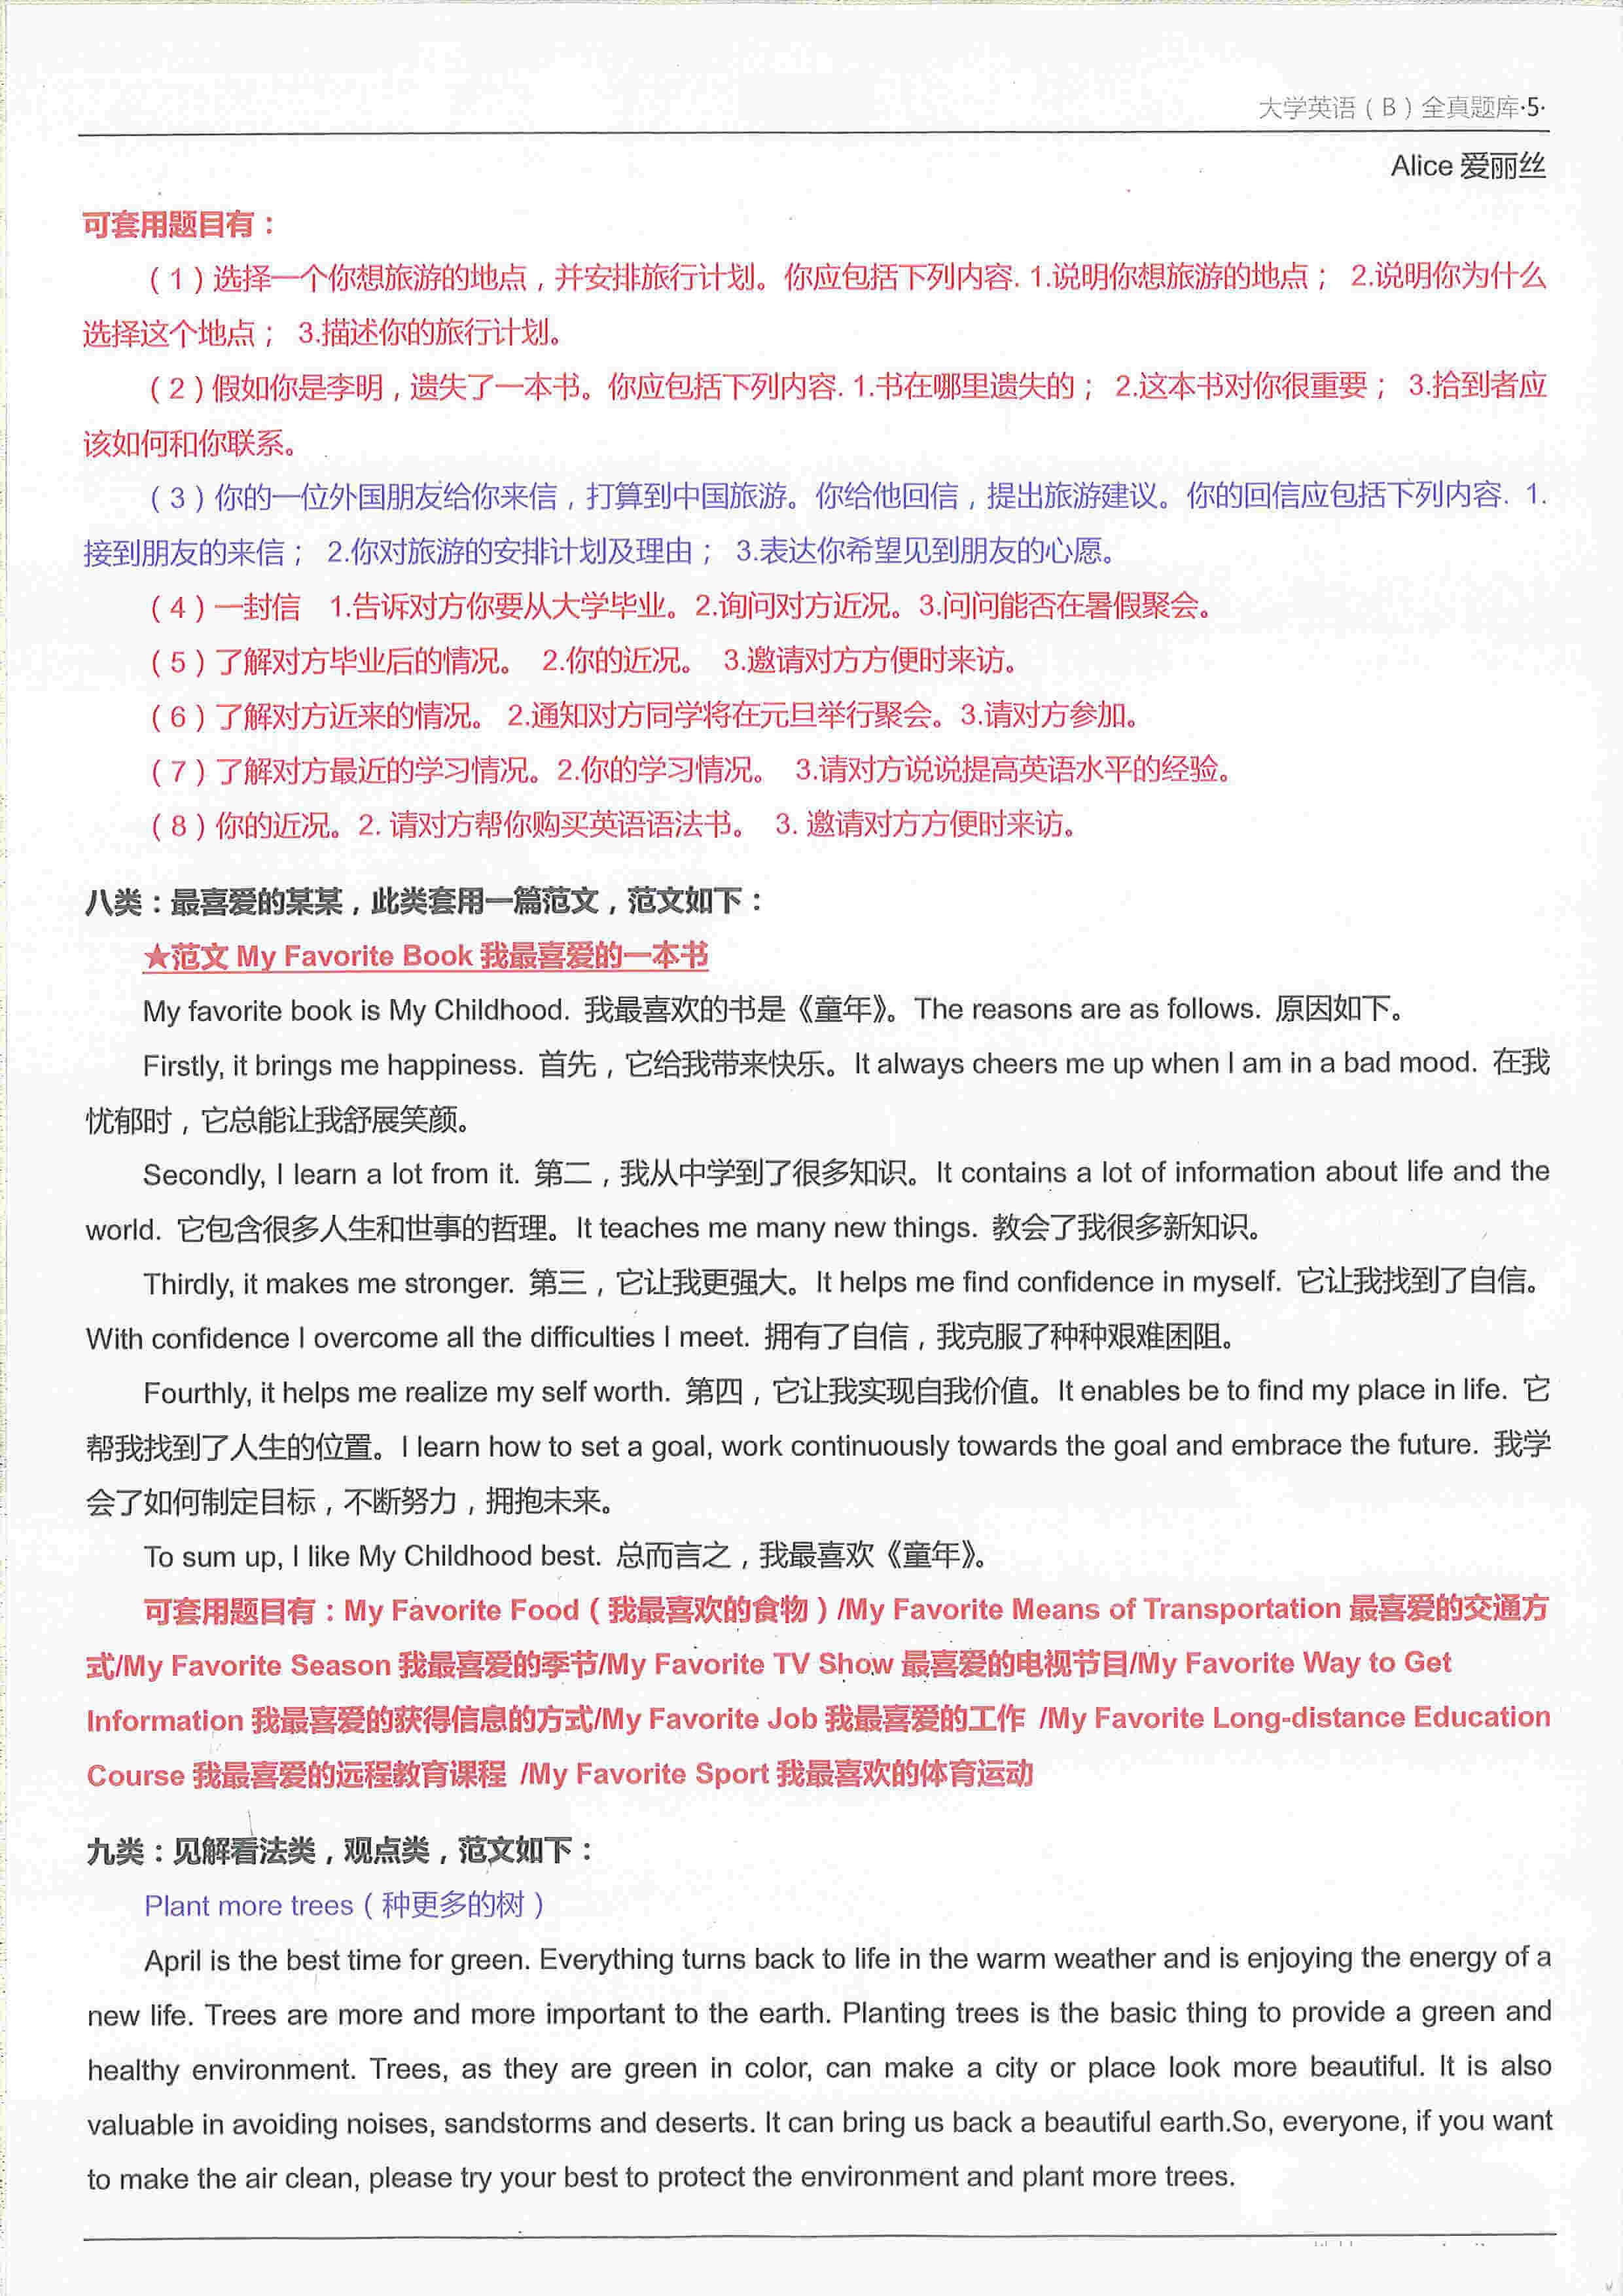 大学英语（B）全真题库·5·
Alice 爱丽丝
可套用题目有：
（1）选择一个你想旅游的地点，并安排旅行计划。你应包括下列内容. 1.说明你想旅游的地点； 2.说明你为什么
选择这个地点； 3.描述你的旅行计划。
（2）假如你是李明，遗失了一本书。你应包括下列内容. 1.书在哪里遗失的； 2.这本书对你很重要； 3.拾到者应
该如何和你联系。
（3）你的一位外国朋友给你来信，打算到中国旅游。你给他回信，提出旅游建议。你的回信应包括下列内容. 1.
接到朋友的来信； 2.你对旅游的安排计划及理由； 3.表达你希望见到朋友的心愿。
（4）一封信 1.告诉对方你要从大学毕业。2.询问对方近况。3.问问能否在暑假聚会。
（5）了解对方毕业后的情况。 2.你的近况。 3.邀请对方方便时来访。
（6）了解对方近来的情况。 2.通知对方同学将在元旦举行聚会。3.请对方参加。
（7）了解对方最近的学习情况。2.你的学习情况。 3.请对方说说提高英语水平的经验。
（8）你的近况。2. 请对方帮你购买英语语法书。 3. 邀请对方方便时来访。
八类：最喜爱的某某，此类套用一篇范文，范文如下：
★范文 My Favorite Book 我最喜爱的一本书
My favorite book is My Childhood. 我最喜欢的书是《童年》。The reasons are as follows. 原因如下。
Firstly, it brings me happiness. 首先，它给我带来快乐。It always cheers me up when I am in a bad mood. 在我
忧郁时，它总能让我舒展笑颜。
Secondly, I learn a lot from it. 第二，我从中学到了很多知识。It contains a lot of information about life and the
world. 它包含很多人生和世事的哲理。It teaches me many new things. 教会了我很多新知识。
Thirdly, it makes me stronger. 第三，它让我更强大。It helps me find confidence in myself. 它让我找到了自信。
With confidence I overcome all the difficulties I meet. 拥有了自信，我克服了种种艰难困阻。
Fourthly, it helps me realize my self worth. 第四，它让我实现自我价值。It enables be to find my place in life. 它
帮我找到了人生的位置。I learn how to set a goal, work continuously towards the goal and embrace the future. 我学
会了如何制定目标，不断努力，拥抱未来。
To sum up, I like My Childhood best. 总而言之，我最喜欢《童年》。
可套用题目有：My Favorite Food（我最喜欢的食物）/My Favorite Means of Transportation 最喜爱的交通方
式/My Favorite Season 我最喜爱的季节/My Favorite TV Show 最喜爱的电视节目/My Favorite Way to Get
Information 我最喜爱的获得信息的方式/My Favorite Job 我最喜爱的工作 /My Favorite Long-distance Education
Course 我最喜爱的远程教育课程 /My Favorite Sport 我最喜欢的体育运动
九类：见解看法类，观点类，范文如下：
Plant more trees（种更多的树）
April is the best time for green. Everything turns back to life in the warm weather and is enjoying the energy of a
new life. Trees are more and more important to the earth. Planting trees is the basic thing to provide a green and
healthy environment. Trees, as they are green in color, can make a city or place look more beautiful. It is also
valuable in avoiding noises, sandstorms and deserts. It can bring us back a beautiful earth.So, everyone, if you want
to make the air clean, please try your best to protect the environment and plant more trees.